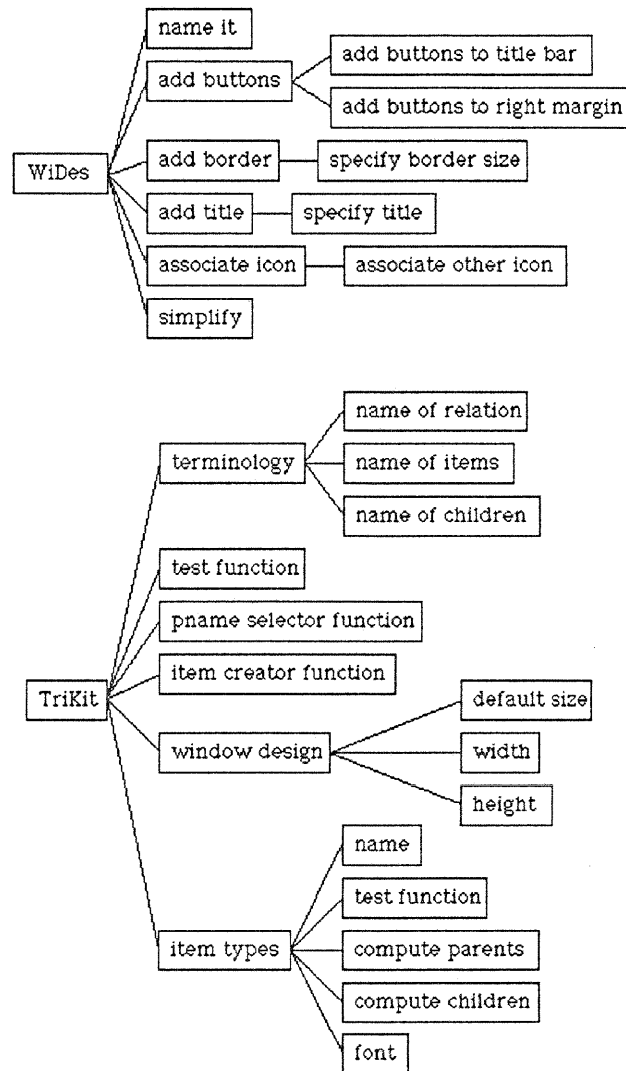 name it
add buttons
add buttons to title bar
add buttons to right margin
WiDes
add border
specify border size
add title
specify title
associate icon
associate other icon
simplify
terminology
name of relation
name of items
name of children
test function
pname selector function
item creator function
TriKit
window design
default size
width
height
item types
name
test function
compute parents
compute children
font